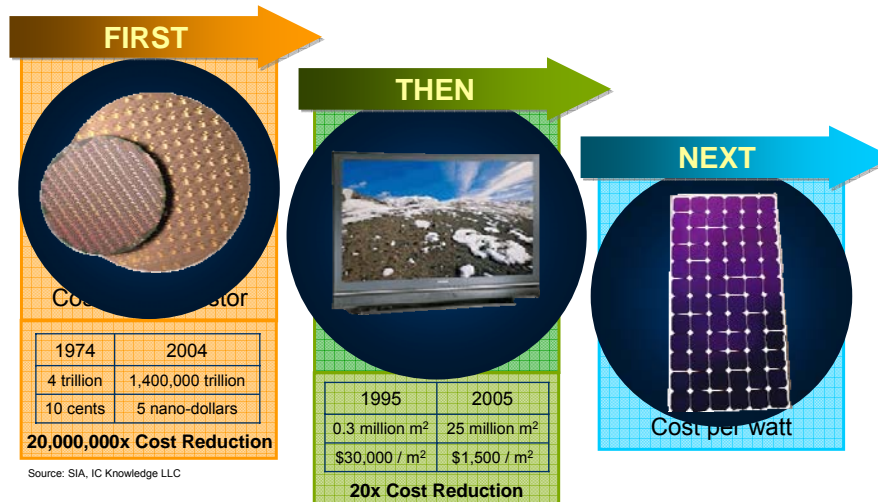 FIRST
Co stor
1974 2004
4 trillion 1,400,000 trillion
10 cents 5 nano-dollars
20,000,000x Cost Reduction
Source: SIA, IC Knowledge LLC
THEN
1995 2005
0.3 million m² 25 million m²
$30,000 / m² $1,500 / m²
20x Cost Reduction
NEXT
Cost per watt